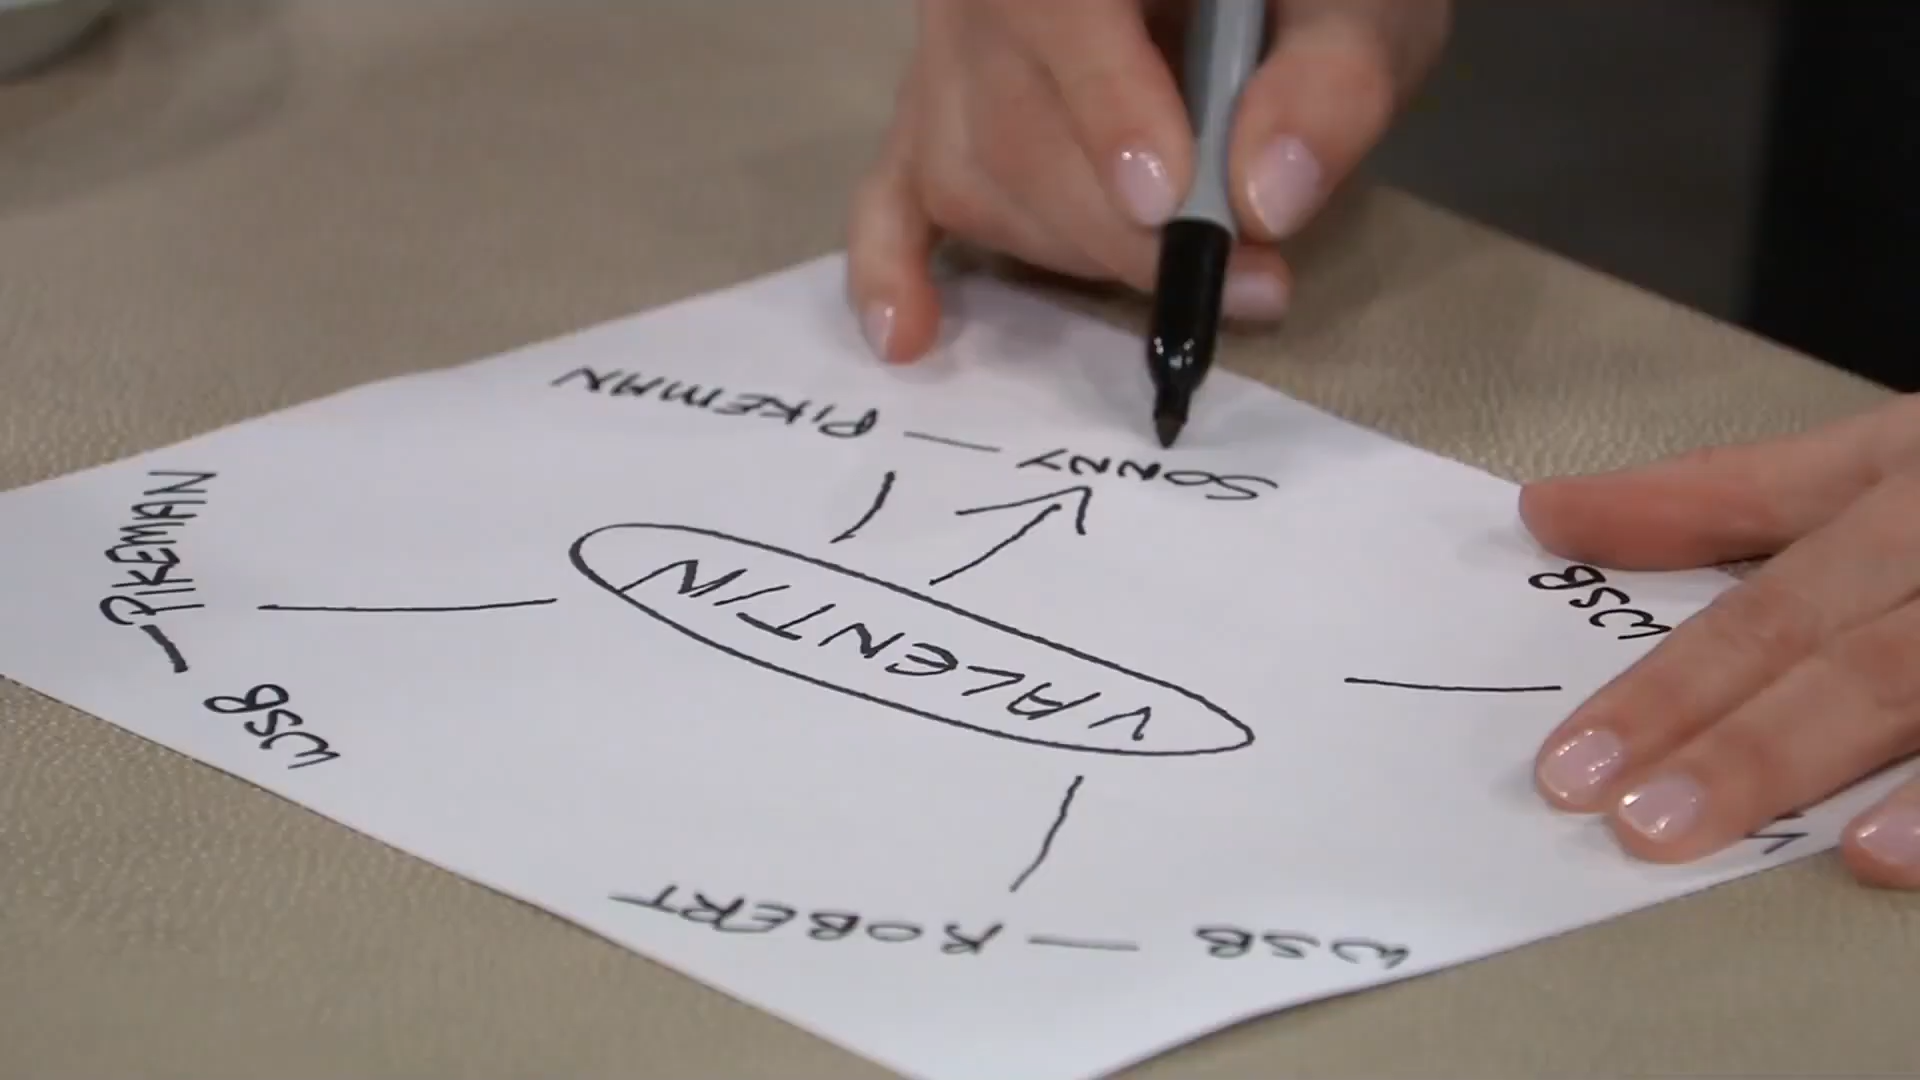 WSB — ROBERT
WSB — PIKEMAN
VALENTIN
WSB
SONNY — PIKEMAN